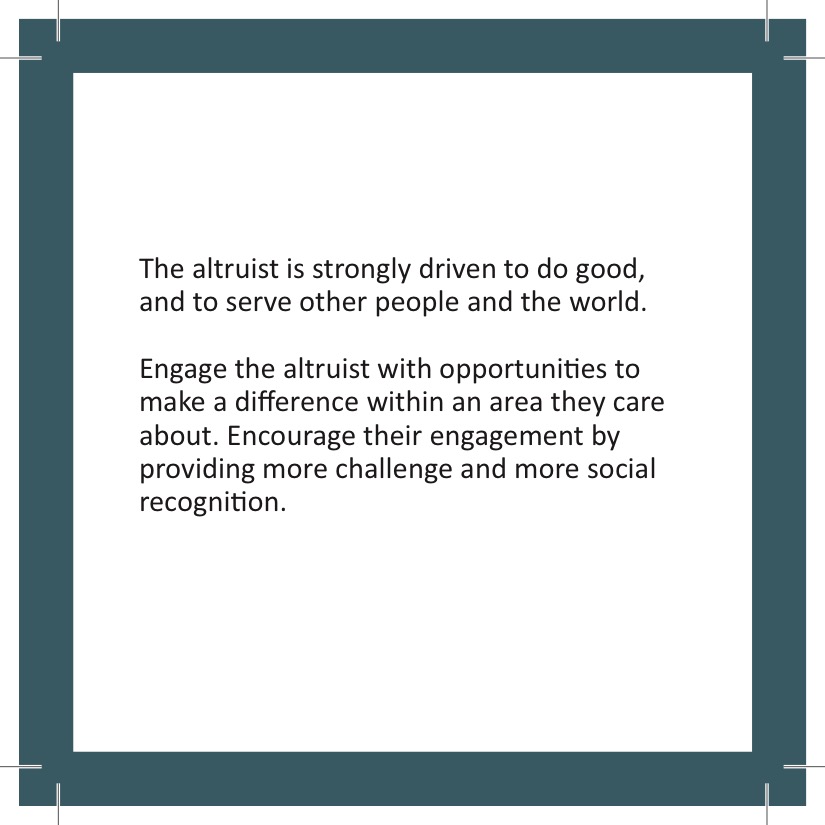 The altruist is strongly driven to do good,
and to serve other people and the world.
Engage the altruist with opportunities to
make a difference within an area they care
about. Encourage their engagement by
providing more challenge and more social
recognition.